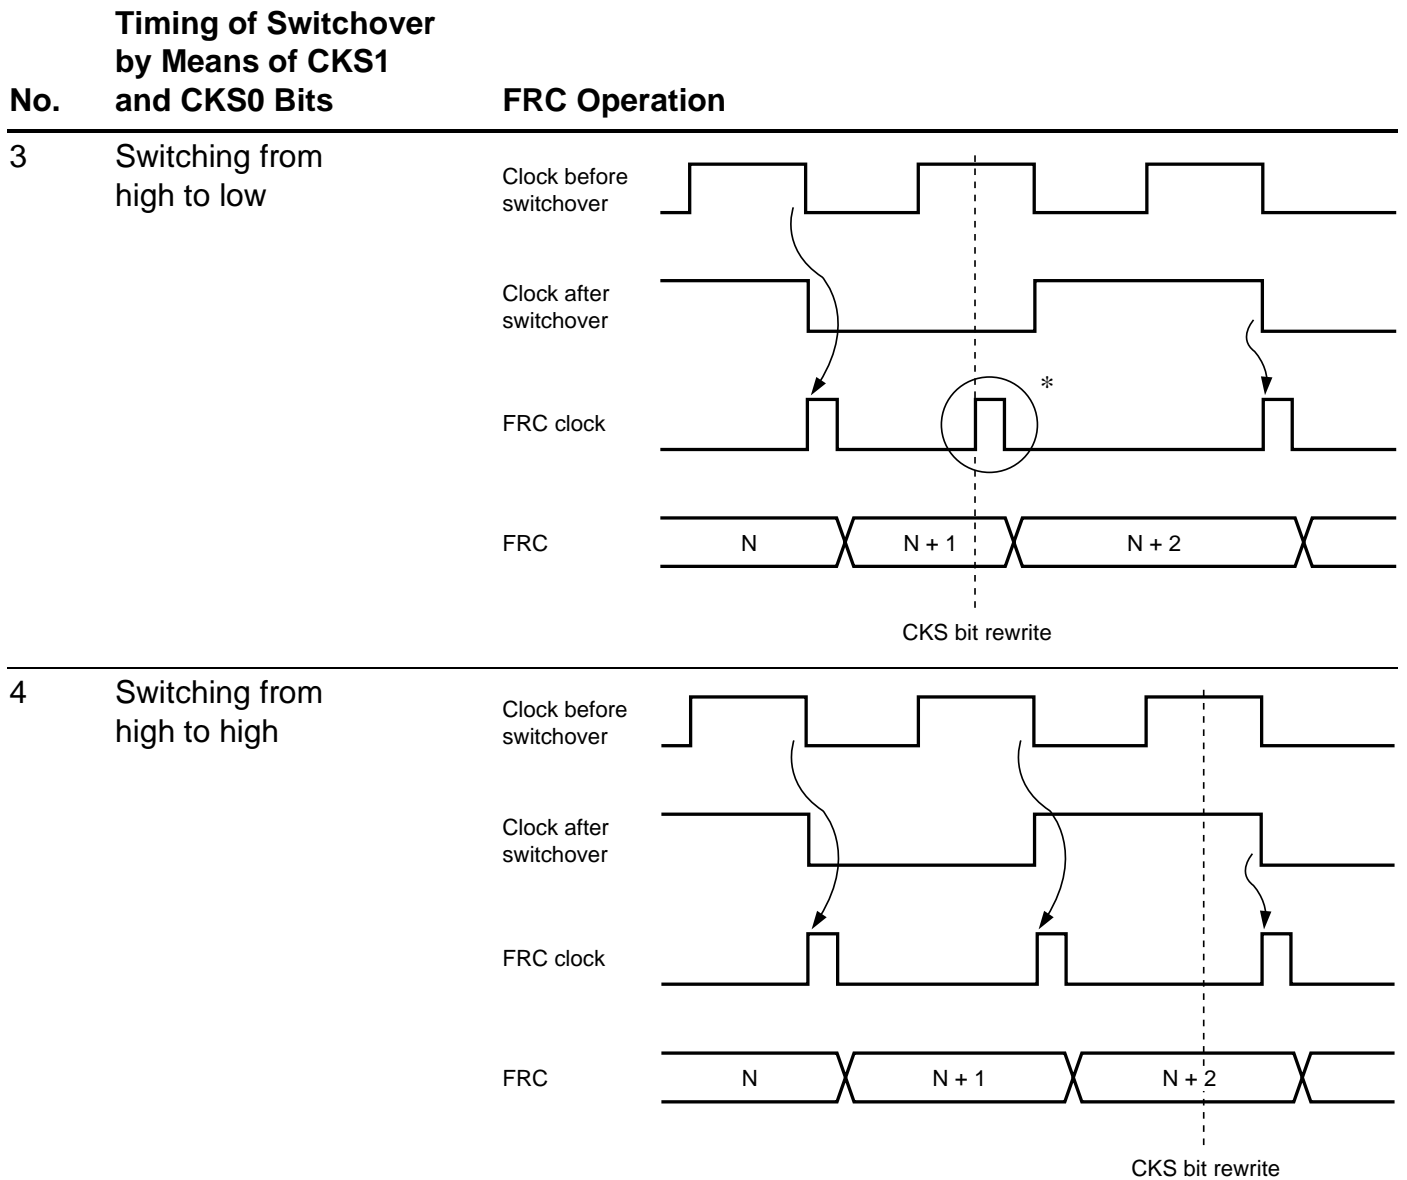 Timing of Switchover
by Means of CKS1
No. and CKS0 Bits FRC Operation
3 Switching from
high to low
Clock before
switchover
Clock after
switchover
*
FRC clock
FRC N N + 1 N + 2
CKS bit rewrite
4 Switching from
high to high
Clock before
switchover
Clock after
switchover
FRC clock
FRC N N + 1 N + 2
CKS bit rewrite